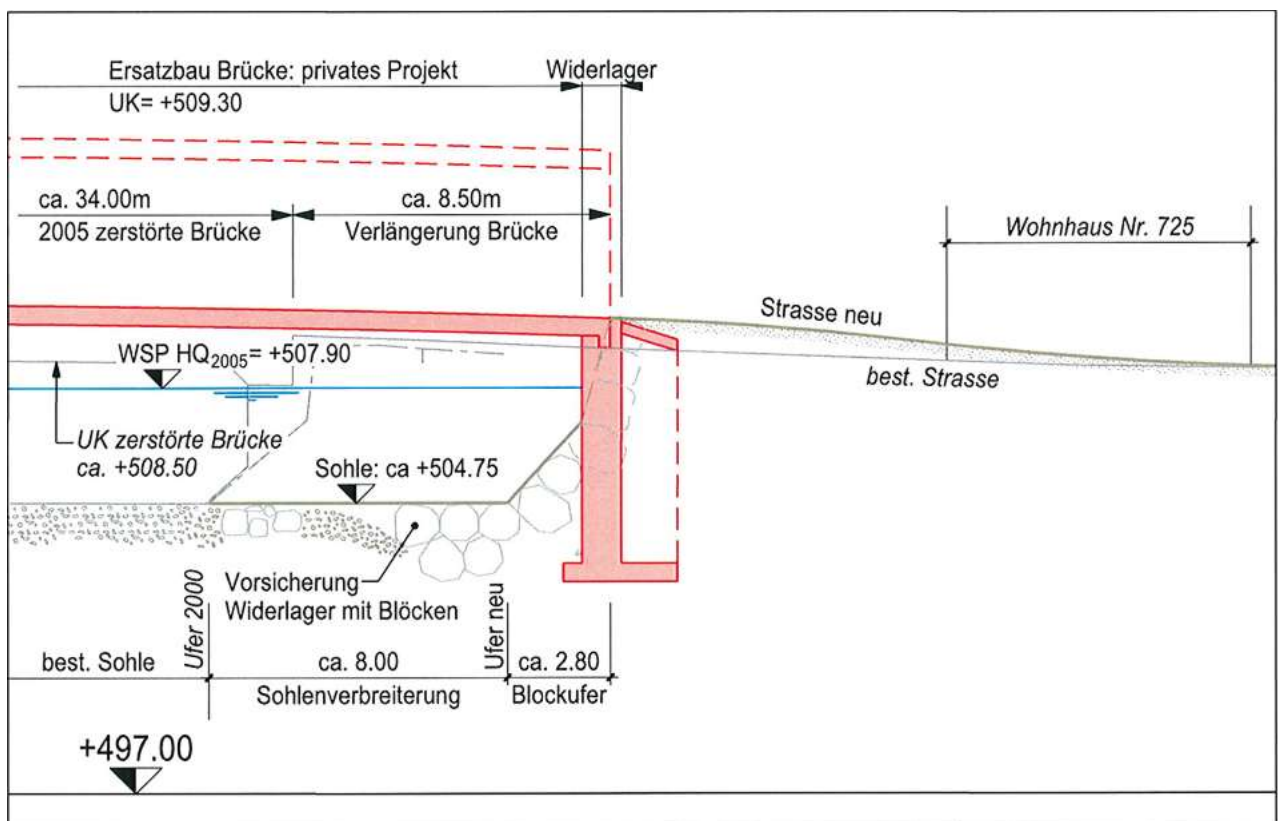 Ersatzbau Brücke: privates Projekt
UK= +509.30
Widerlager
ca. 34.00m
2005 zerstörte Brücke
ca. 8.50m
Verlängerung Brücke
Wohnhaus Nr. 725
Strasse neu
WSP HQ2005= +507.90
best. Strasse
UK zerstörte Brücke
ca. +508.50
Sohle: ca +504.75
Vorsicherung
Widerlager mit Blöcken
Ufer 2000
Ufer neu
best. Sohle
ca. 8.00
Sohlenverbreiterung
ca. 2.80
Blockufer
+497.00